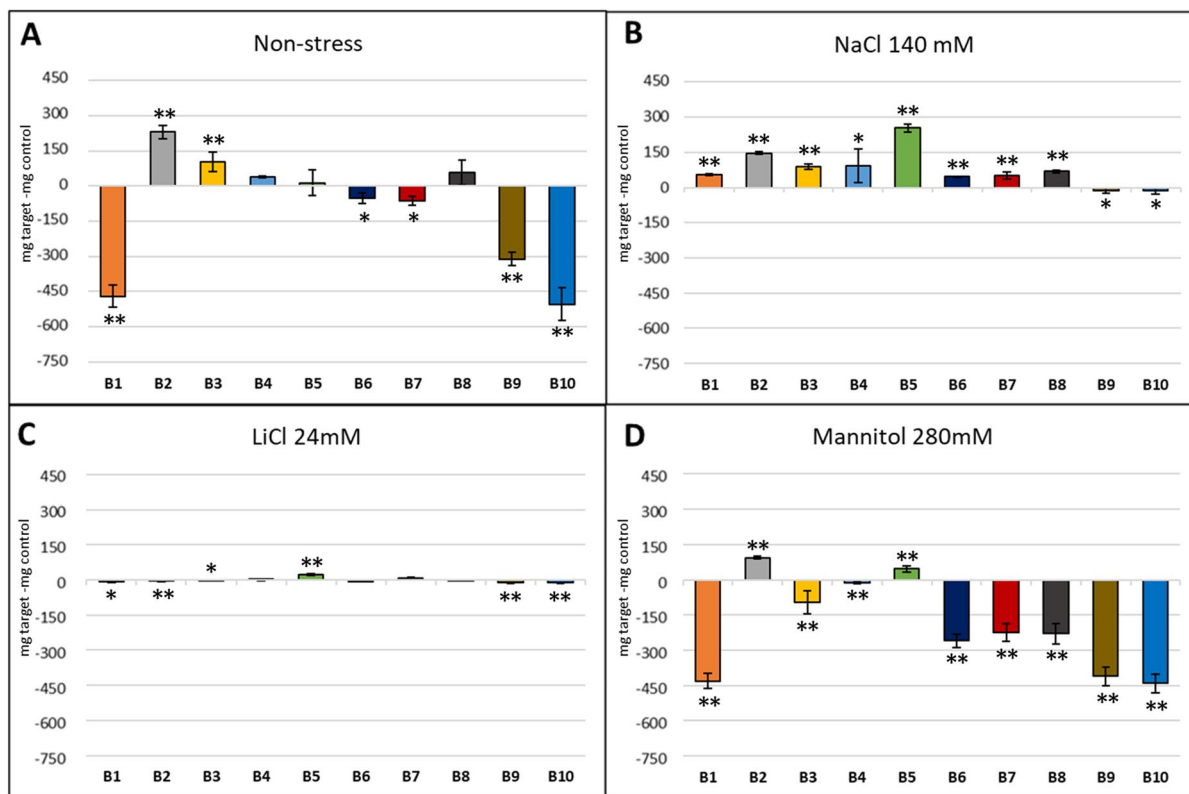 A
Non-stress
mg target -mg control
450
300
150
0
-150
-300
-450
-600
-750
**
**
**
*
*
**
**
B1 B2 B3 B4 B5 B6 B7 B8 B9 B10
B
NaCl 140 mM
mg target -mg control
450
300
150
0
-150
-300
-450
-600
-750
** ** ** * ** ** ** ** * *
B1 B2 B3 B4 B5 B6 B7 B8 B9 B10
C
LiCl 24mM
mg target -mg control
450
300
150
0
-150
-300
-450
-600
-750
* ** * ** ** **
B1 B2 B3 B4 B5 B6 B7 B8 B9 B10
D
Mannitol 280mM
mg target -mg control
450
300
150
0
-150
-300
-450
-600
-750
** ** ** ** ** ** ** ** ** **
B1 B2 B3 B4 B5 B6 B7 B8 B9 B10